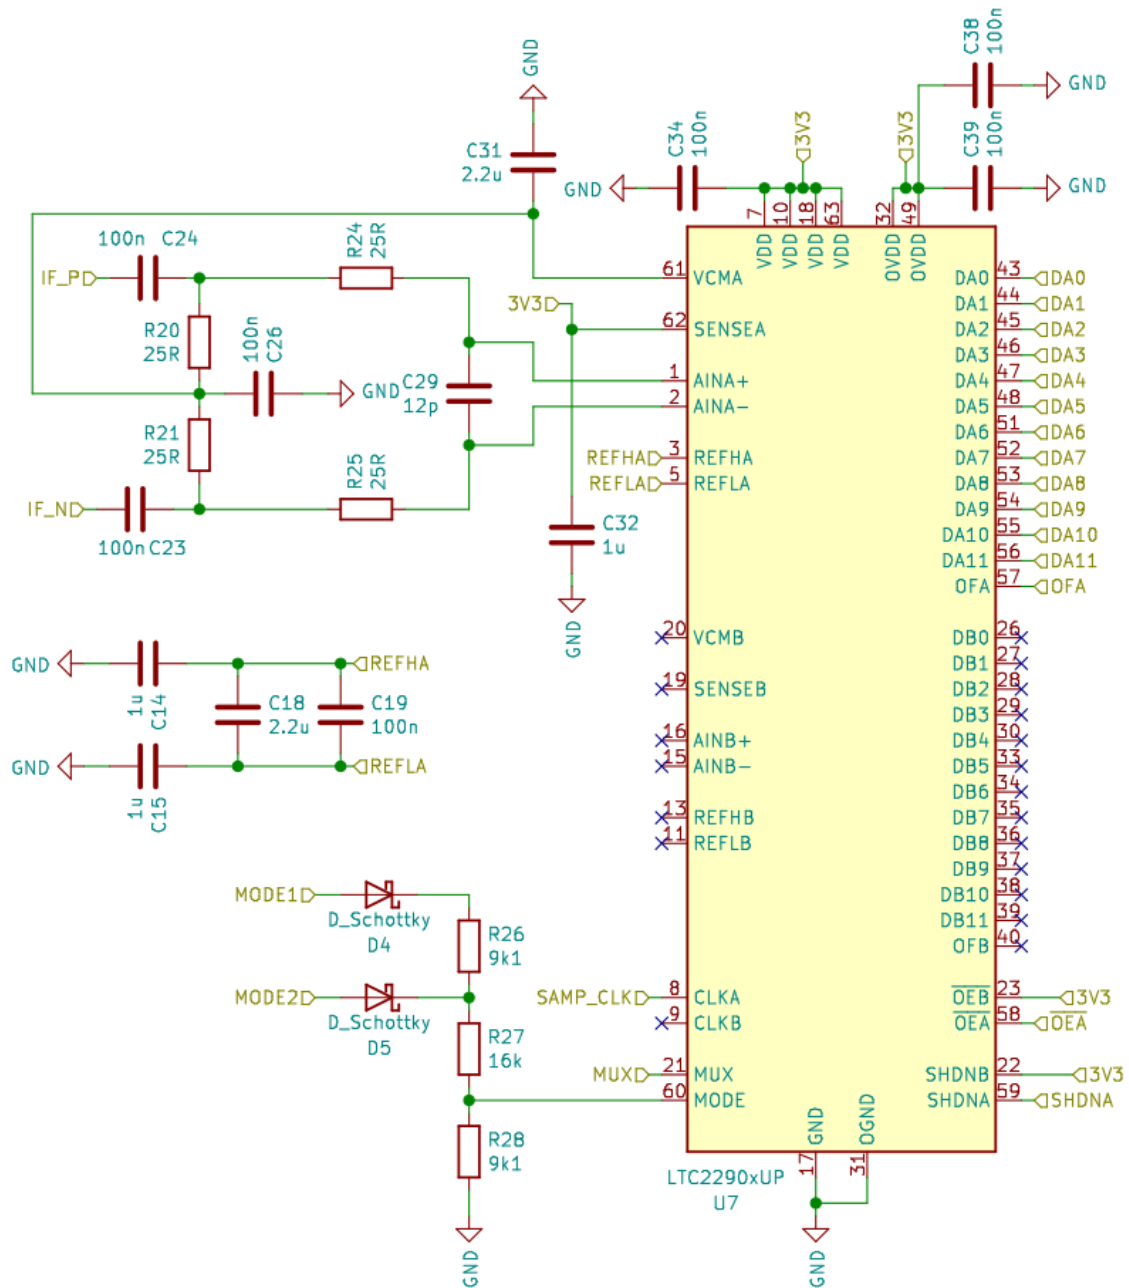 GND
C38
100n
GND
C31
2.2u
C34
100n
3V3
3V3
C39
100n
GND
GND
7
10
18
63
32
49
VDD
VDD
VDD
VDD
OVDD
OVDD
100n C24
IF_P
R24
25R
R20
25R
100n
C26
GND
C29
12p
R21
25R
R25
25R
IF_N
100n C23
3V3
61 VCMA
62 SENSEA
1 AINA+
2 AINA-
REFHA 3 REFHA
REFLA 5 REFLA
C32
1u
GND
DA0 43 DA0
DA1 44 DA1
DA2 45 DA2
DA3 46 DA3
DA4 47 DA4
DA5 48 DA5
DA6 51 DA6
DA7 52 DA7
DA8 53 DA8
DA9 54 DA9
DA10 55 DA10
DA11 56 DA11
OFA 57 OFA
GND
1u
C14
REFHA
C18
2.2u
C19
100n
GND
1u
C15
REFLA
20 VCMB
19 SENSEB
16 AINB+
15 AINB-
13 REFHB
11 REFLB
DB0 26
DB1 27
DB2 28
DB3 29
DB4 30
DB5 33
DB6 34
DB7 35
DB8 36
DB9 37
DB10 38
DB11 39
OFB 40
MODE1
D_Schottky
D4
R26
9k1
MODE2
D_Schottky
D5
R27
16k
R28
9k1
GND
SAMP_CLK 8 CLKA
9 CLKB
MUX 21 MUX
60 MODE
OEB 23 3V3
OEA 58 OEA
SHDNB 22 3V3
SHDNA 59 SHDNA
GND
OGND
17
31
LTC2290xUP
U7
GND